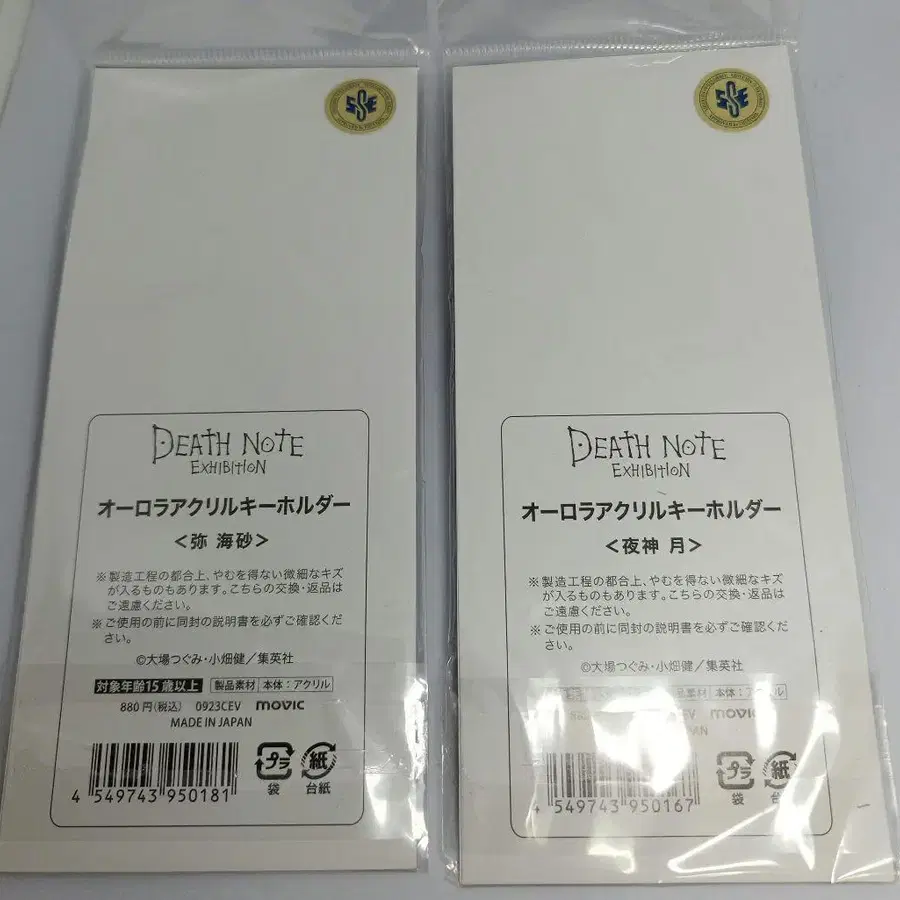 SSE
DEATH NOTE
EXHIBITION
オーロラアクリルキーホルダー
<弥 海砂>
※製造工程の都合上、やむを得ない微細なキズ
が入るものもあります。こちらの交換・返品は
ご遠慮ください。
※ご使用の前に同封の説明書を必ずご確認くだ
さい。
©大場つぐみ・小畑健/集英社
対象年齢15歳以上 製品素材 本体:アクリル
880円(税込) 0923CEV movic
MADE IN JAPAN
4 549743 950181
プラ 紙
袋 台紙
SSE
DEATH NOTE
EXHIBITION
オーロラアクリルキーホルダー
<夜神 月>
※製造工程の都合上、やむを得ない微細なキズ
が入るものもあります。こちらの交換・返品は
ご遠慮ください。
※ご使用の前に同封の説明書を必ずご確認くだ
さい。
©大場つぐみ・小畑健/集英社
製品素材 本体:アクリル
movic
4 549743 950167
プラ 紙
袋